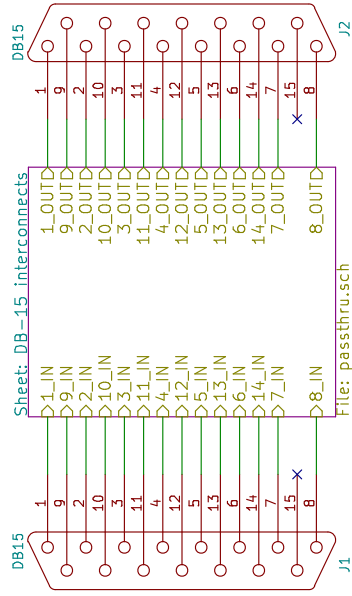 DB15
J2
1
9
2
10
3
11
4
12
5
13
6
14
7
15
8
Sheet: DB-15 interconnects
1_OUT
9_OUT
2_OUT
10_OUT
3_OUT
11_OUT
4_OUT
12_OUT
5_OUT
13_OUT
6_OUT
14_OUT
7_OUT
8_OUT
1_IN
9_IN
2_IN
10_IN
3_IN
11_IN
4_IN
12_IN
5_IN
13_IN
6_IN
14_IN
7_IN
8_IN
File: passthru.sch
1
9
2
10
3
11
4
12
5
13
6
14
7
15
8
DB15
J1